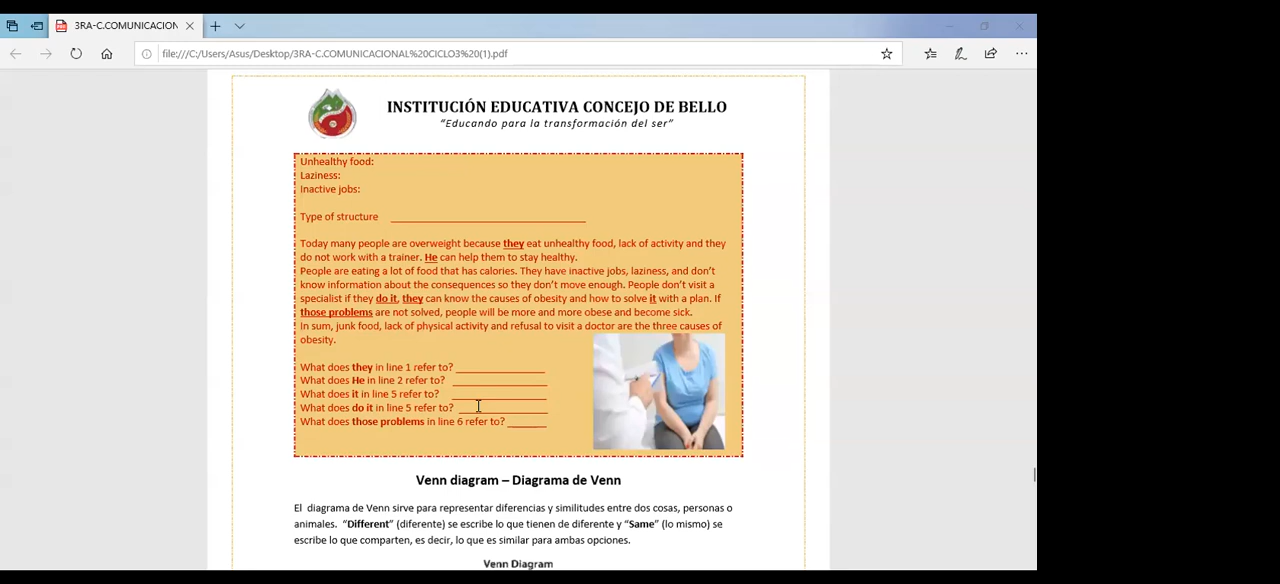 3RA-C.COMUNICACION
file:///C:/Users/Asus/Desktop/3RA-C.COMUNICACIONAL%20CICLO3%20(1).pdf
INSTITUCIÓN EDUCATIVA CONCEJO DE BELLO
“Educando para la transformación del ser”
Unhealthy food:
Laziness:
Inactive jobs:
Type of structure ______________________________
Today many people are overweight because they eat unhealthy food, lack of activity and they
do not work with a trainer. He can help them to stay healthy.
People are eating a lot of food that has calories. They have inactive jobs, laziness, and don’t
know information about the consequences so they don’t move enough. People don’t visit a
specialist if they do it, they can know the causes of obesity and how to solve it with a plan. If
those problems are not solved, people will be more and more obese and become sick.
In sum, junk food, lack of physical activity and refusal to visit a doctor are the three causes of
obesity.
What does they in line 1 refer to? ______________
What does He in line 2 refer to? ______________
What does it in line 5 refer to? ______________
What does do it in line 5 refer to? ______________
What does those problems in line 6 refer to? ______
Venn diagram – Diagrama de Venn
El diagrama de Venn sirve para representar diferencias y similitudes entre dos cosas, personas o
animales. “Different” (diferente) se escribe lo que tienen de diferente y “Same” (lo mismo) se
escribe lo que comparten, es decir, lo que es similar para ambas opciones.
Venn Diagram